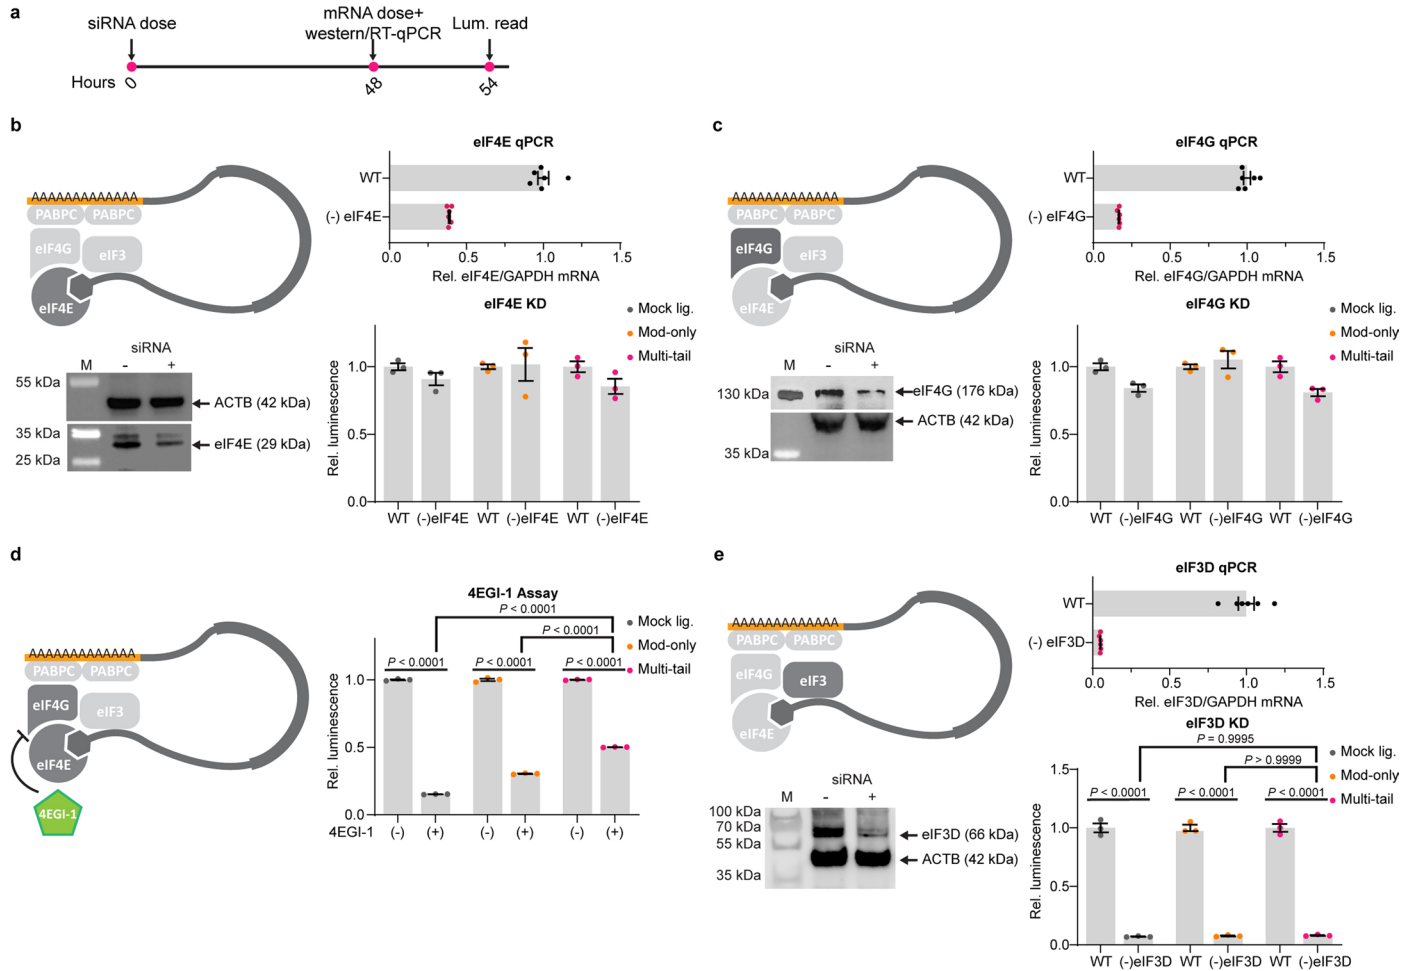 a
siRNA dose
mRNA dose+
western/RT-qPCR
Lum. read
Hours
0
48
54
b
AAAAAAAAAAAAA
PABPC PABPC
eIF4G eIF3
eIF4E
eIF4E qPCR
WT
(-) eIF4E
0.0 0.5 1.0 1.5
Rel. eIF4E/GAPDH mRNA
siRNA
M - +
55 kDa
ACTB (42 kDa)
35 kDa
eIF4E (29 kDa)
25 kDa
eIF4E KD
Mock lig.
Mod-only
Multi-tail
Rel. luminescence
1.0
0.5
0.0
WT (-)eIF4E WT (-)eIF4E WT (-)eIF4E
c
AAAAAAAAAAAAA
PABPC PABPC
eIF4G eIF3
eIF4E
eIF4G qPCR
WT
(-) eIF4G
0.0 0.5 1.0 1.5
Rel. eIF4G/GAPDH mRNA
siRNA
M - +
130 kDa
eIF4G (176 kDa)
ACTB (42 kDa)
35 kDa
eIF4G KD
Mock lig.
Mod-only
Multi-tail
Rel. luminescence
1.0
0.5
0.0
WT (-)eIF4G WT (-)eIF4G WT (-)eIF4G
d
AAAAAAAAAAAAA
PABPC PABPC
eIF4G eIF3
eIF4E
4EGI-1
4EGI-1 Assay
P < 0.0001
P < 0.0001
P < 0.0001 P < 0.0001 P < 0.0001
Mock lig.
Mod-only
Multi-tail
Rel. luminescence
1.0
0.5
0.0
4EGI-1 (-) (+) (-) (+) (-) (+)
e
AAAAAAAAAAAAA
PABPC PABPC
eIF4G eIF3
eIF4E
eIF3D qPCR
WT
(-) eIF3D
0.0 0.5 1.0 1.5
Rel. eIF3D/GAPDH mRNA
siRNA
M - +
100 kDa
70 kDa
55 kDa
35 kDa
eIF3D (66 kDa)
ACTB (42 kDa)
eIF3D KD
P = 0.9995
P > 0.9999
P < 0.0001 P < 0.0001 P < 0.0001
Mock lig.
Mod-only
Multi-tail
Rel. luminescence
1.5
1.0
0.5
0.0
WT (-)eIF3D WT (-)eIF3D WT (-)eIF3D